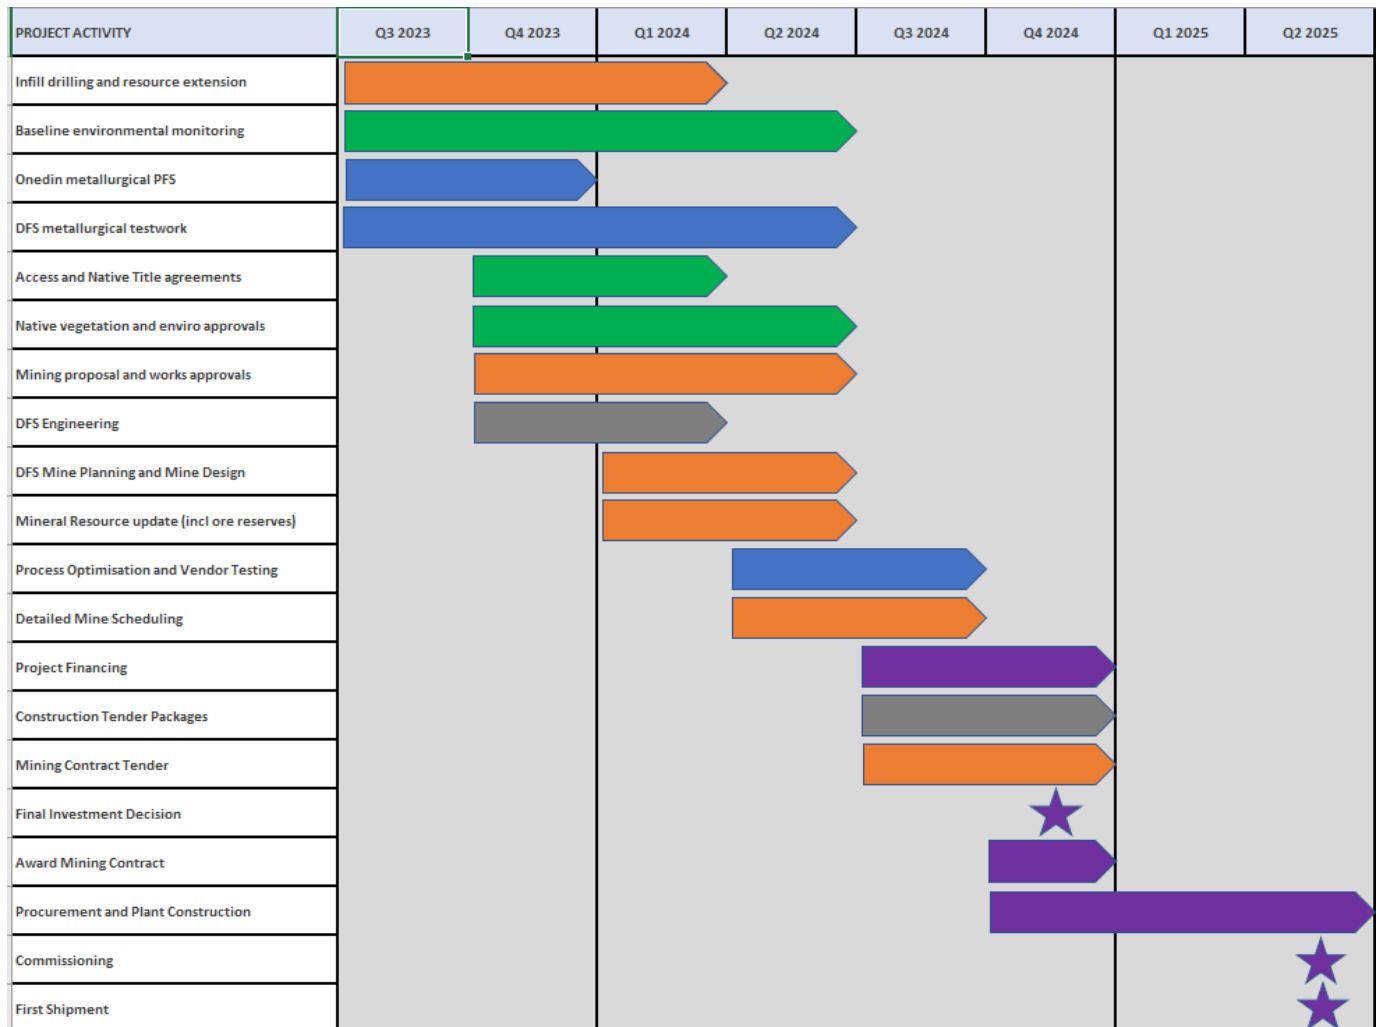 PROJECT ACTIVITY Q3 2023 Q4 2023 Q1 2024 Q2 2024 Q3 2024 Q4 2024 Q1 2025 Q2 2025
Infill drilling and resource extension
Baseline environmental monitoring
Onedin metallurgical PFS
DFS metallurgical testwork
Access and Native Title agreements
Native vegetation and enviro approvals
Mining proposal and works approvals
DFS Engineering
DFS Mine Planning and Mine Design
Mineral Resource update (incl ore reserves)
Process Optimisation and Vendor Testing
Detailed Mine Scheduling
Project Financing
Construction Tender Packages
Mining Contract Tender
Final Investment Decision
Award Mining Contract
Procurement and Plant Construction
Commissioning
First Shipment